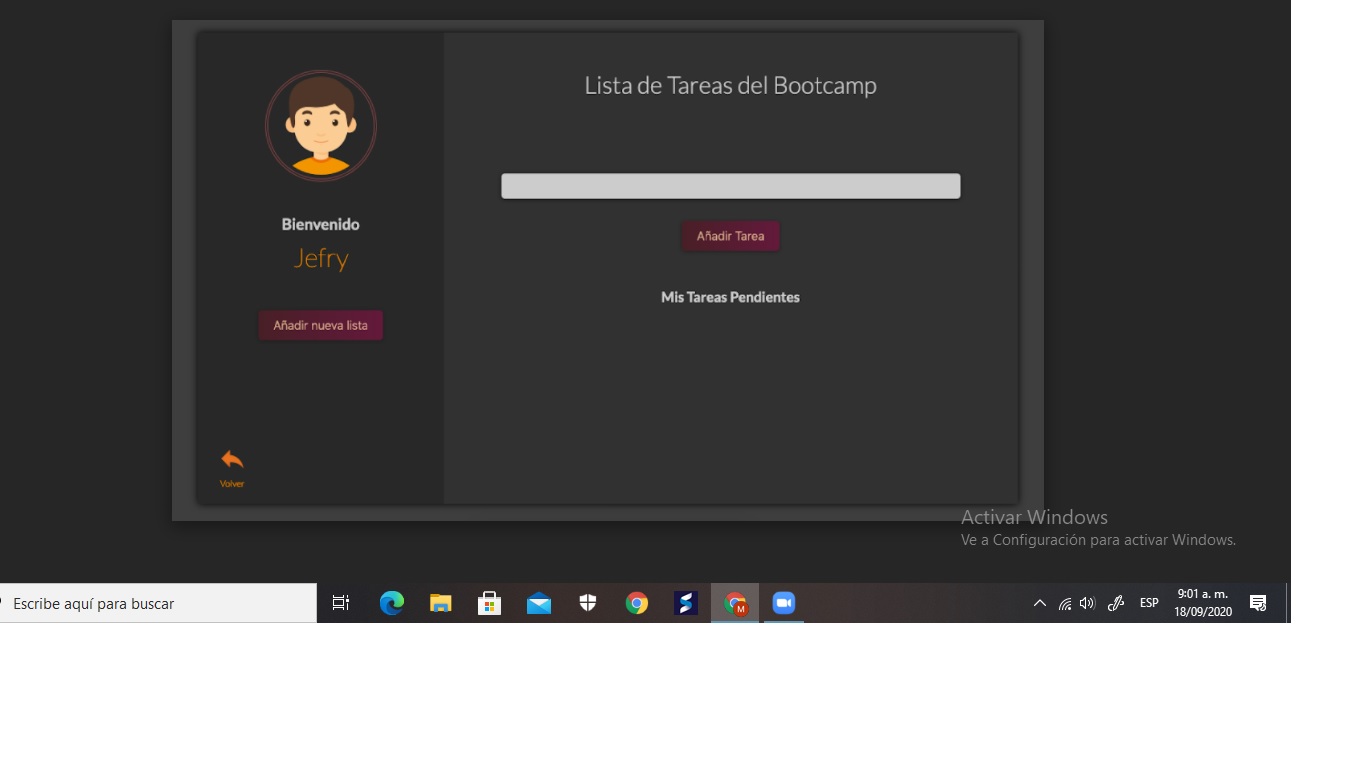 Lista de Tareas del Bootcamp
Bienvenido
Jefry
Añadir nueva lista
Volver
Añadir Tarea
Mis Tareas Pendientes
Activar Windows
Ve a Configuración para activar Windows.
Escribe aquí para buscar
M
ESP
9:01 a. m.
18/09/2020